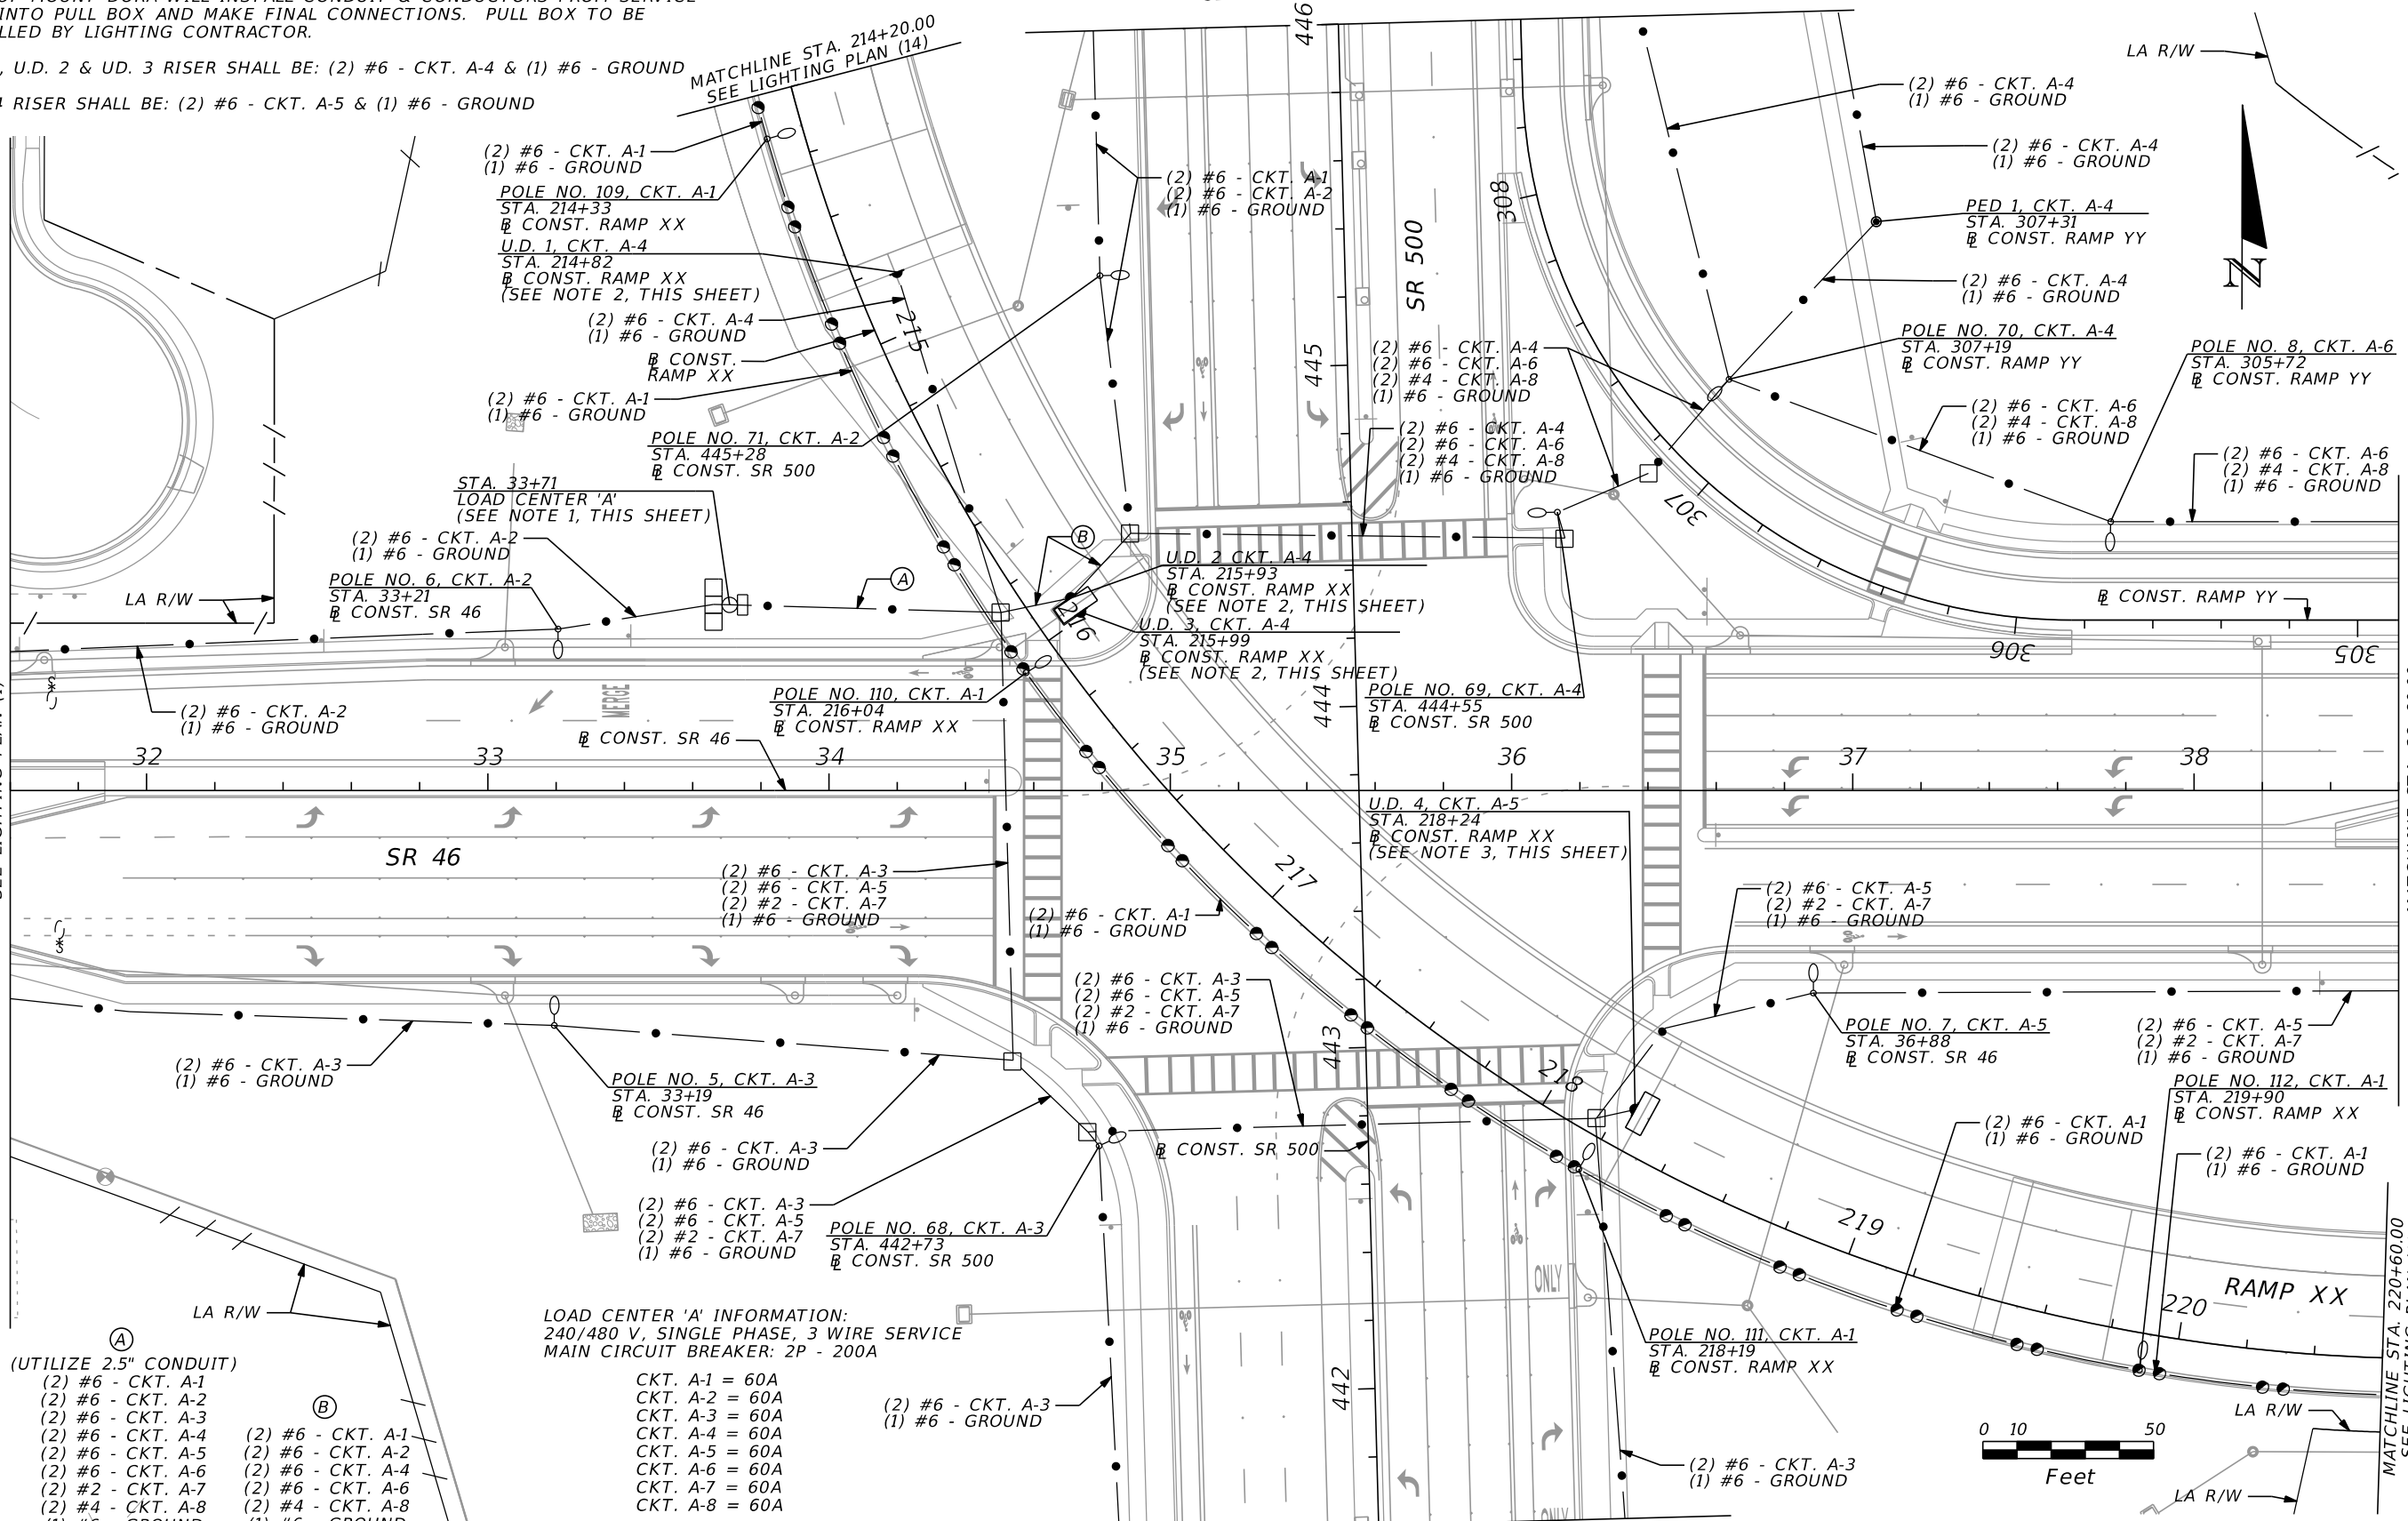 INTO PULL BOX AND MAKE FINAL CONNECTIONS. PULL BOX TO BE
LLED BY LIGHTING CONTRACTOR.
, U.D. 2 & UD. 3 RISER SHALL BE: (2) #6 - CKT. A-4 & (1) #6 - GROUND
RISER SHALL BE: (2) #6 - CKT. A-5 & (1) #6 - GROUND
MATCHLINE STA. 214+20.00
SEE LIGHTING PLAN (14)
446
LA R/W
(2) #6 - CKT. A-4
(1) #6 - GROUND
(2) #6 - CKT. A-4
(1) #6 - GROUND
(2) #6 - CKT. A-1
(1) #6 - GROUND
POLE NO. 109, CKT. A-1
STA. 214+33
BL CONST. RAMP XX
U.D. 1, CKT. A-4
STA. 214+82
BL CONST. RAMP XX
(SEE NOTE 2, THIS SHEET)
(2) #6 - CKT. A-4
(1) #6 - GROUND
BL CONST.
RAMP XX
215
(2) #6 - CKT. A-1
(1) #6 - GROUND
(2) #6 - CKT. A-1
(2) #6 - CKT. A-2
(1) #6 - GROUND
POLE NO. 71, CKT. A-2
STA. 445+28
BL CONST. SR 500
SR 500
445
308
PED 1, CKT. A-4
STA. 307+31
BL CONST. RAMP YY
N
(2) #6 - CKT. A-4
(1) #6 - GROUND
POLE NO. 70, CKT. A-4
STA. 307+19
BL CONST. RAMP YY
POLE NO. 8, CKT. A-6
STA. 305+72
BL CONST. RAMP YY
(2) #6 - CKT. A-4
(2) #6 - CKT. A-6
(2) #4 - CKT. A-8
(1) #6 - GROUND
(2) #6 - CKT. A-4
(2) #6 - CKT. A-6
(2) #4 - CKT. A-8
(1) #6 - GROUND
(2) #6 - CKT. A-6
(2) #4 - CKT. A-8
(1) #6 - GROUND
(2) #6 - CKT. A-6
(2) #4 - CKT. A-8
(1) #6 - GROUND
307
STA. 33+71
LOAD CENTER 'A'
(SEE NOTE 1, THIS SHEET)
(2) #6 - CKT. A-2
(1) #6 - GROUND
POLE NO. 6, CKT. A-2
STA. 33+21
BL CONST. SR 46
LA R/W
A
B
U.D. 2 CKT. A-4
STA. 215+93
BL CONST. RAMP XX
(SEE NOTE 2, THIS SHEET)
216
U.D. 3, CKT. A-4
STA. 215+99
BL CONST. RAMP XX
(SEE NOTE 2, THIS SHEET)
BL CONST. RAMP YY
306
305
(2) #6 - CKT. A-2
(1) #6 - GROUND
MERGE
POLE NO. 110, CKT. A-1
STA. 216+04
BL CONST. RAMP XX
444
POLE NO. 69, CKT. A-4
STA. 444+55
BL CONST. SR 500
BL CONST. SR 46
32
33
34
35
36
37
38
SR 46
U.D. 4, CKT. A-5
STA. 218+24
BL CONST. RAMP XX
(SEE NOTE 3, THIS SHEET)
217
(2) #6 - CKT. A-3
(2) #6 - CKT. A-5
(2) #2 - CKT. A-7
(1) #6 - GROUND
(2) #6 - CKT. A-1
(1) #6 - GROUND
(2) #6 - CKT. A-5
(2) #2 - CKT. A-7
(1) #6 - GROUND
(2) #6 - CKT. A-3
(2) #6 - CKT. A-5
(2) #2 - CKT. A-7
(1) #6 - GROUND
443
218
(2) #6 - CKT. A-3
(1) #6 - GROUND
POLE NO. 5, CKT. A-3
STA. 33+19
BL CONST. SR 46
POLE NO. 7, CKT. A-5
STA. 36+88
BL CONST. SR 46
(2) #6 - CKT. A-5
(2) #2 - CKT. A-7
(1) #6 - GROUND
POLE NO. 112, CKT. A-1
STA. 219+90
BL CONST. RAMP XX
(2) #6 - CKT. A-1
(1) #6 - GROUND
(2) #6 - CKT. A-1
(1) #6 - GROUND
(2) #6 - CKT. A-3
(1) #6 - GROUND
BL CONST. SR 500
(2) #6 - CKT. A-3
(2) #6 - CKT. A-5
(2) #2 - CKT. A-7
(1) #6 - GROUND
POLE NO. 68, CKT. A-3
STA. 442+73
BL CONST. SR 500
219
220
RAMP XX
MATCHLINE STA. 220+60.00
ONLY
LA R/W
LOAD CENTER 'A' INFORMATION:
240/480 V, SINGLE PHASE, 3 WIRE SERVICE
MAIN CIRCUIT BREAKER: 2P - 200A
CKT. A-1 = 60A
CKT. A-2 = 60A
CKT. A-3 = 60A
CKT. A-4 = 60A
CKT. A-5 = 60A
CKT. A-6 = 60A
CKT. A-7 = 60A
CKT. A-8 = 60A
POLE NO. 111, CKT. A-1
STA. 218+19
BL CONST. RAMP XX
442
(2) #6 - CKT. A-3
(1) #6 - GROUND
(2) #6 - CKT. A-3
(1) #6 - GROUND
A
(UTILIZE 2.5" CONDUIT)
(2) #6 - CKT. A-1
(2) #6 - CKT. A-2
(2) #6 - CKT. A-3
(2) #6 - CKT. A-4
(2) #6 - CKT. A-5
(2) #6 - CKT. A-6
(2) #2 - CKT. A-7
(2) #4 - CKT. A-8
B
(2) #6 - CKT. A-1
(2) #6 - CKT. A-2
(2) #6 - CKT. A-4
(2) #6 - CKT. A-6
(2) #4 - CKT. A-8
0 10 50
Feet
LA R/W
LA R/W
ONLY